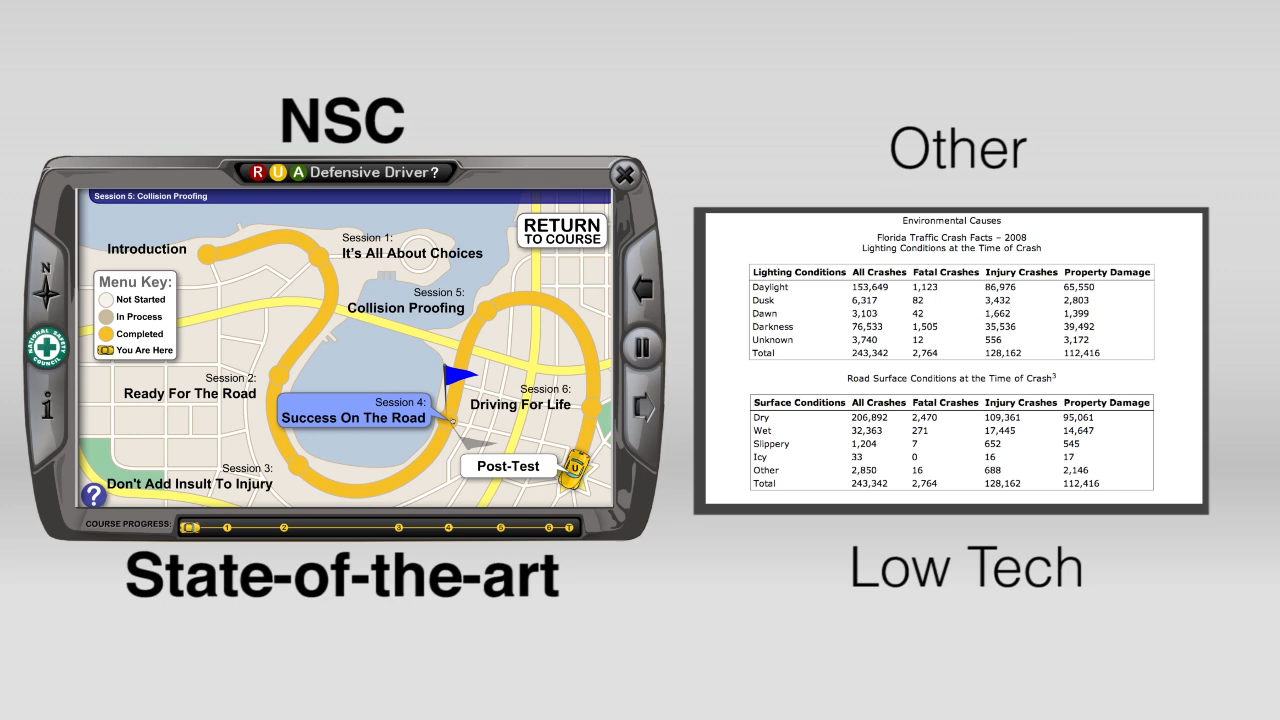 NSC
R U A Defensive Driver?
Session 5: Collision Proofing
RETURN
TO COURSE
Introduction
Session 1:
It's All About Choices
Menu Key:
Not Started
In Process
Completed
You Are Here
Session 5:
Collision Proofing
N
NATIONAL SAFETY
COUNCIL
i
Session 2:
Ready For The Road
Session 4:
Success On The Road
Session 6:
Driving For Life
Post-Test
U
Session 3:
Don't Add Insult To Injury
?
COURSE PROGRESS: 1 2 3 4 5 6 T
State-of-the-art
Other
Environmental Causes
Florida Traffic Crash Facts – 2008
Lighting Conditions at the Time of Crash
Lighting Conditions All Crashes Fatal Crashes Injury Crashes Property Damage
Daylight 153,649 1,123 86,976 65,550
Dusk 6,317 82 3,432 2,803
Dawn 3,103 42 1,662 1,399
Darkness 76,533 1,505 35,536 39,492
Unknown 3,740 12 556 3,172
Total 243,342 2,764 128,162 112,416
Road Surface Conditions at the Time of Crash3
Surface Conditions All Crashes Fatal Crashes Injury Crashes Property Damage
Dry 206,892 2,470 109,361 95,061
Wet 32,363 271 17,445 14,647
Slippery 1,204 7 652 545
Icy 33 0 16 17
Other 2,850 16 688 2,146
Total 243,342 2,764 128,162 112,416
Low Tech